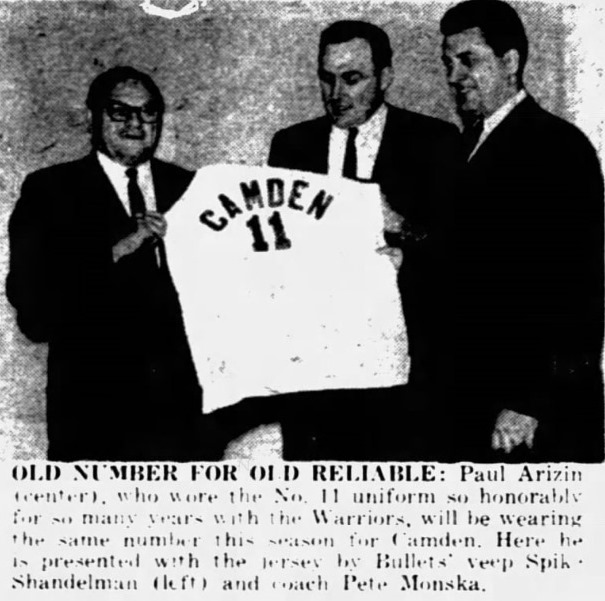 CAMDEN
11
OLD NUMBER FOR OLD RELIABLE: Paul Arizin
(center), who wore the No. 11 uniform so honorably
for so many years with the Warriors, will be wearing
the same number this season for Camden. Here he
is presented with the jersey by Bullets' veep Spike
Shandelman (left) and coach Pete Monska.